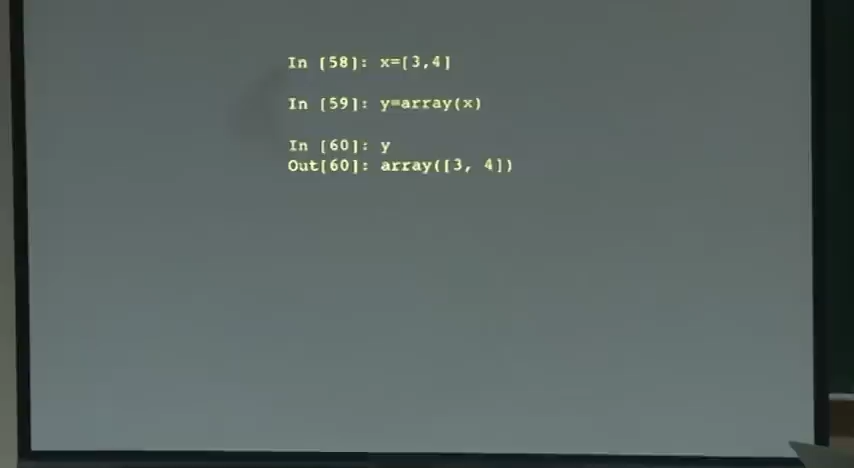 In [58]: x=[3,4]
In [59]: y=array(x)
In [60]: y
Out[60]: array([3, 4])